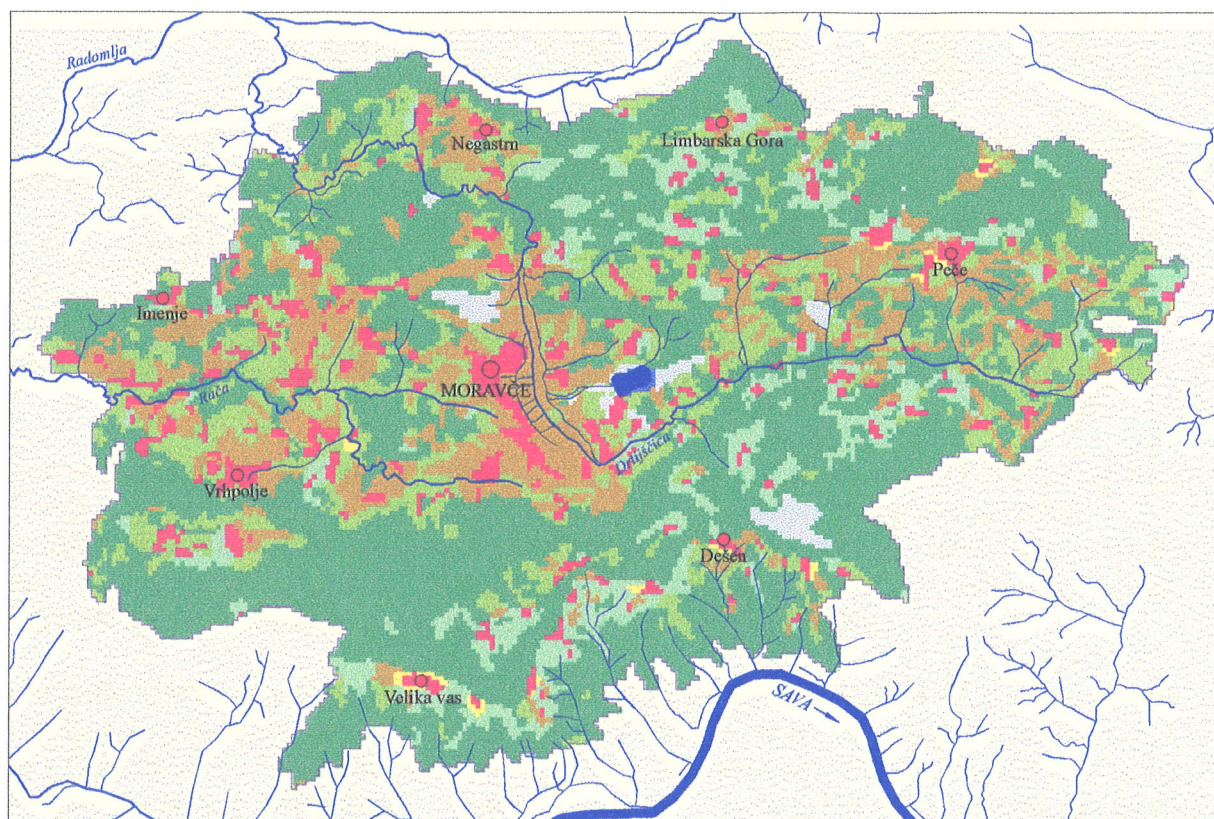 Radomlja
Negastrn
Limbarska Gora
Peče
Imenje
MORAVČE
Rača
Drtijščica
Vrhpolje
Dešen
Velika vas
SAVA